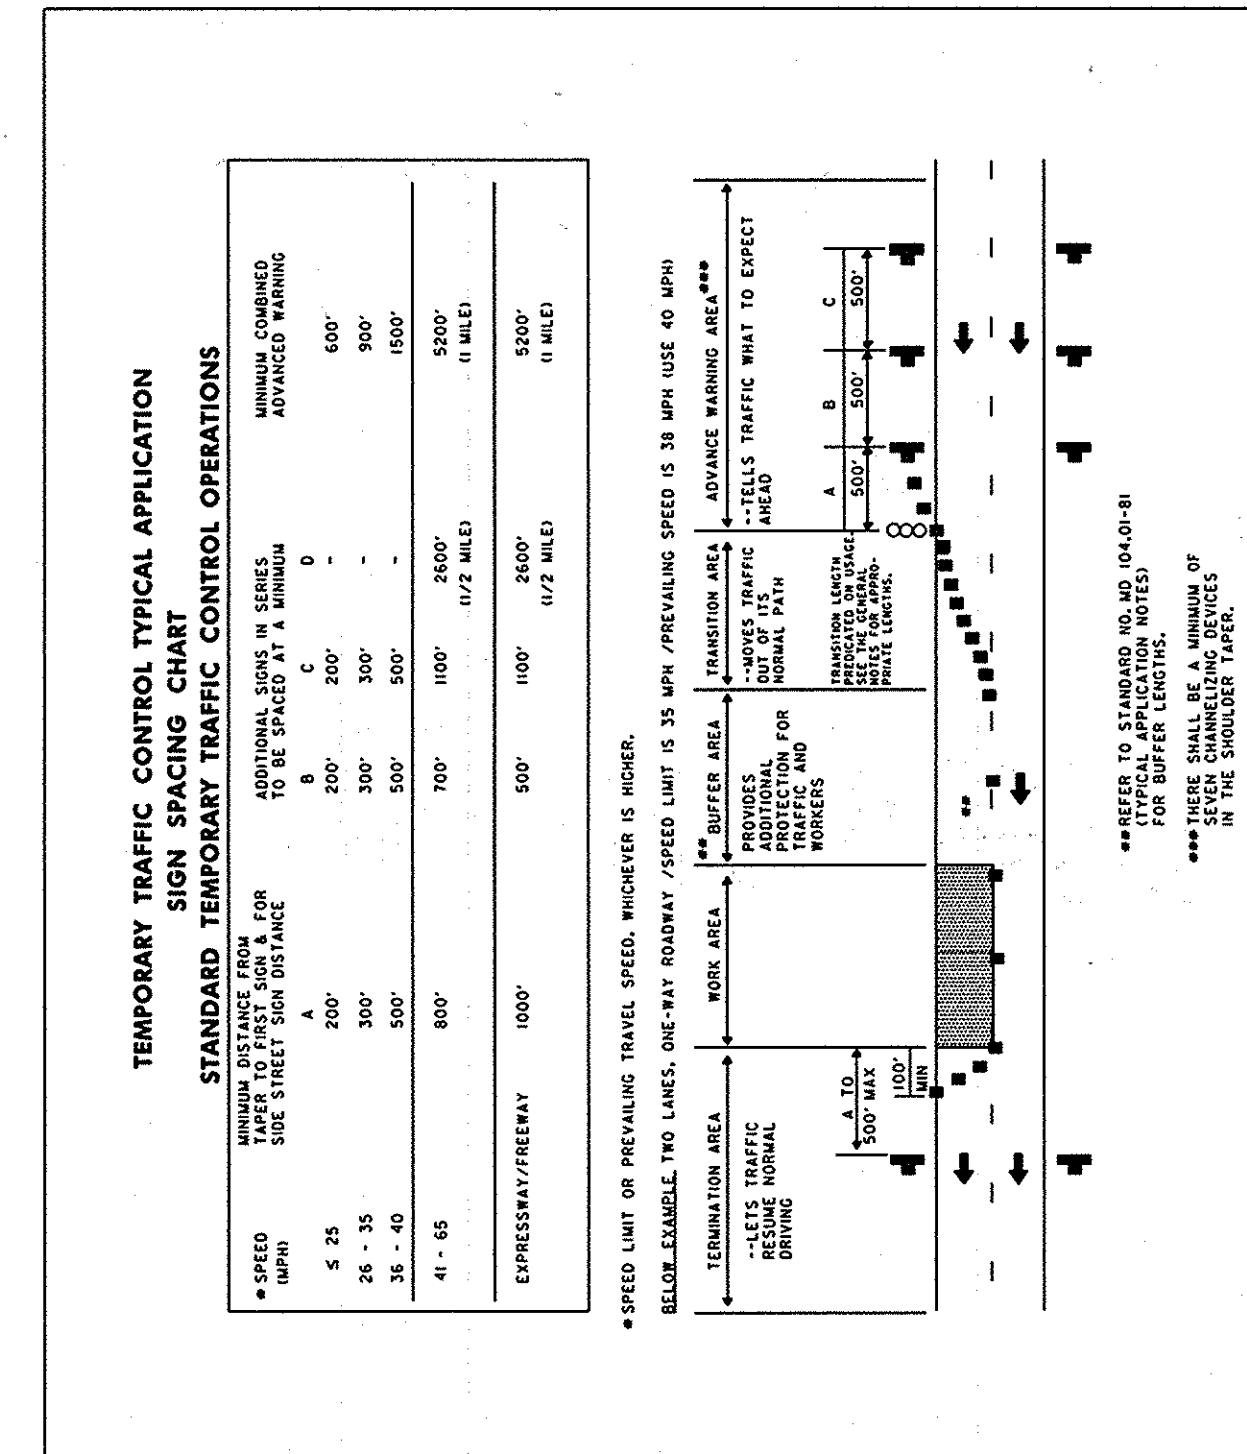 TEMPORARY TRAFFIC CONTROL TYPICAL APPLICATION
SIGN SPACING CHART
STANDARD TEMPORARY TRAFFIC CONTROL OPERATIONS
* SPEED
(MPH)
MINIMUM DISTANCE FROM
TAPER TO FIRST SIGN & FOR
SIDE STREET SIGN DISTANCE
ADDITIONAL SIGNS IN SERIES
TO BE SPACED AT A MINIMUM
MINIMUM COMBINED
ADVANCED WARNING
A B C D
≤ 25 200' 200' 200' - 600'
26 - 35 300' 300' 300' - 900'
36 - 40 500' 500' 500' - 1500'
41 - 65 800' 700' 1100' 2600' 5200'
(1/2 MILE) (1 MILE)
EXPRESSWAY/FREEWAY 1000' 500' 1100' 2600' 5200'
(1/2 MILE) (1 MILE)
* SPEED LIMIT OR PREVAILING TRAVEL SPEED, WHICHEVER IS HIGHER.
BELOW EXAMPLE TWO LANES, ONE-WAY ROADWAY /SPEED LIMIT IS 35 MPH /PREVAILING SPEED IS 38 MPH (USE 40 MPH)
TERMINATION AREA
--LETS TRAFFIC
RESUME NORMAL
DRIVING
A TO
500' MAX
100'
MIN
WORK AREA
** BUFFER AREA
PROVIDES
ADDITIONAL
PROTECTION FOR
TRAFFIC AND
WORKERS
**
TRANSITION AREA
--MOVES TRAFFIC
OUT OF ITS
NORMAL PATH
TRANSITION LENGTH
PREDICATED ON USAGE.
SEE THE GENERAL
NOTES FOR APPRO-
PRIATE LENGTHS.
ADVANCE WARNING AREA ***
--TELLS TRAFFIC WHAT TO EXPECT
AHEAD
A B C
500' 500' 500'
** REFER TO STANDARD NO. MD 104.01-81
(TYPICAL APPLICATION NOTES)
FOR BUFFER LENGTHS.
*** THERE SHALL BE A MINIMUM OF
SEVEN CHANNELIZING DEVICES
IN THE SHOULDER TAPER.